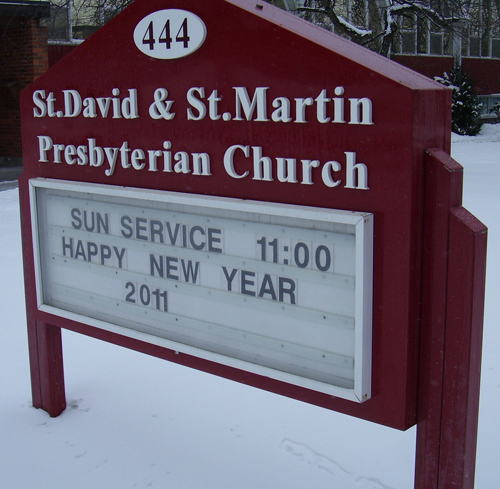 444
St.David & St.Martin
Presbyterian Church
SUN SERVICE 11:00
HAPPY NEW YEAR
2011